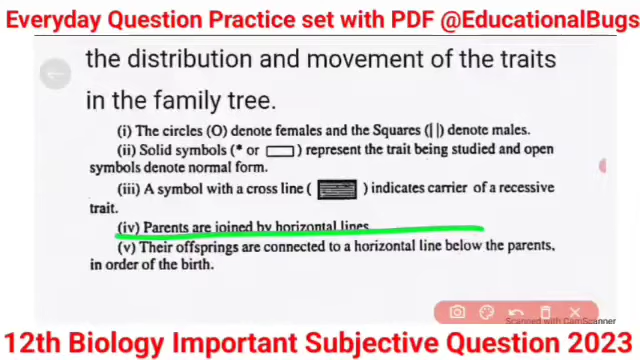 Everyday Question Practice set with PDF @EducationalBugs
the distribution and movement of the traits
in the family tree.
(i) The circles (O) denote females and the Squares (||) denote males.
(ii) Solid symbols (* or ) represent the trait being studied and open
symbols denote normal form.
(iii) A symbol with a cross line ( ) indicates carrier of a recessive
trait.
(iv) Parents are joined by horizontal lines
(v) Their offsprings are connected to a horizontal line below the parents,
in order of the birth.
Scanned with CamScanner
12th Biology Important Subjective Question 2023